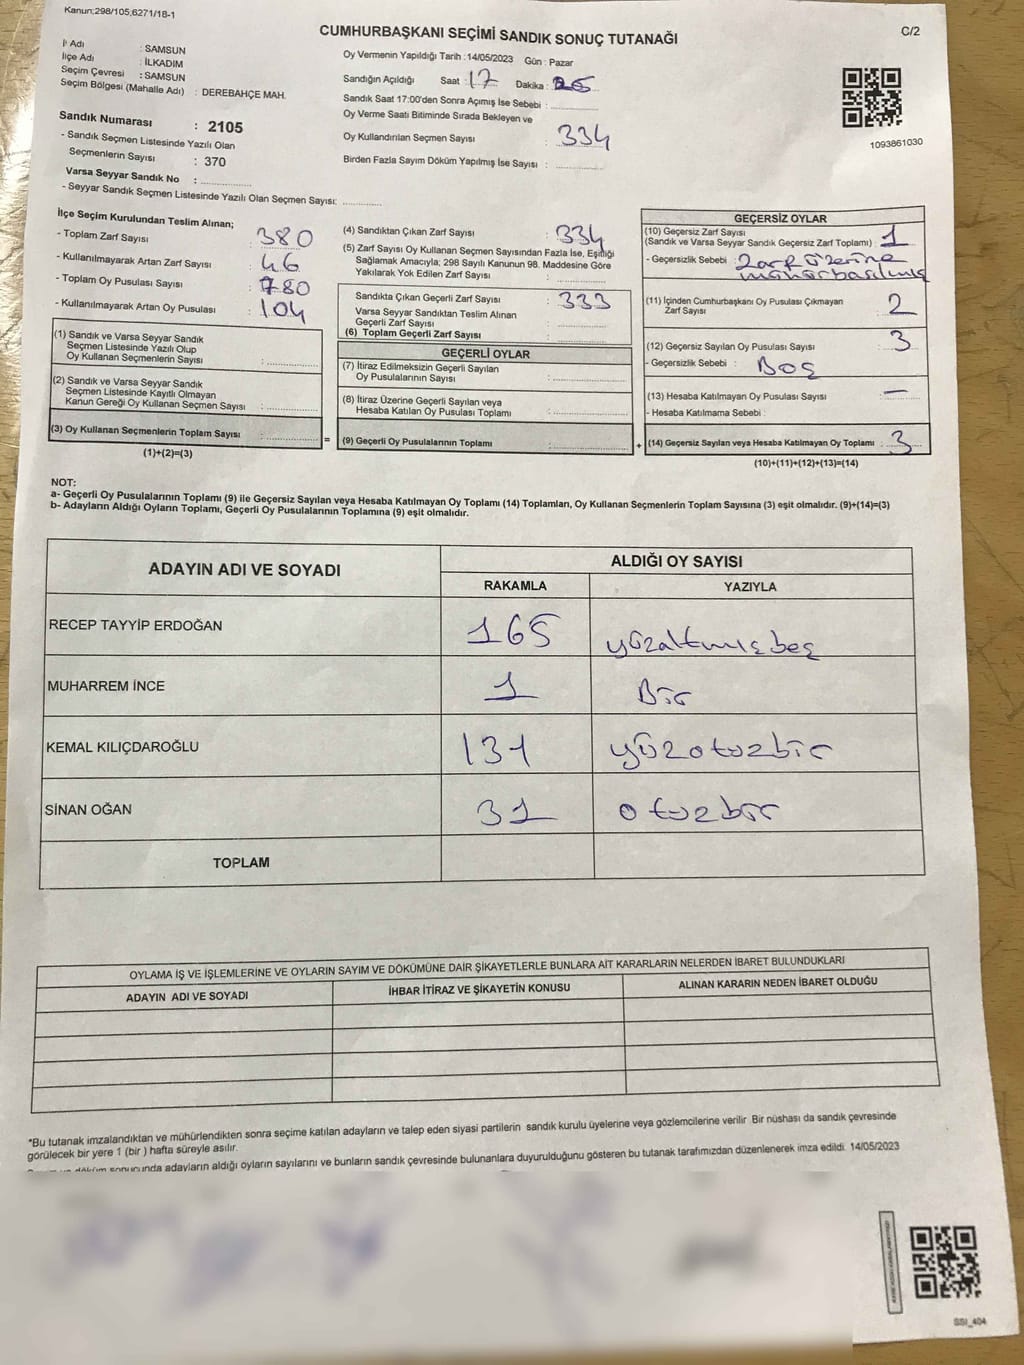 Kanun;298/105;6271/18-1
CUMHURBAŞKANI SEÇİMİ SANDIK SONUÇ TUTANAĞI
C/2
İl Adı : SAMSUN
İlçe Adı : İLKADIM
Seçim Çevresi : SAMSUN
Seçim Bölgesi (Mahalle Adı) : DEREBAHÇE MAH.
Sandık Numarası : 2105
- Sandık Seçmen Listesinde Yazılı Olan
Seçmenlerin Sayısı : 370
Varsa Seyyar Sandık No :
- Seyyar Sandık Seçmen Listesinde Yazılı Olan Seçmen Sayısı:
Oy Vermenin Yapıldığı Tarih : 14/05/2023 Gün : Pazar
Sandığın Açıldığı Saat : 17 Dakika :
Sandık Saat 17:00'den Sonra Açımış İse Sebebi :
Oy Verme Saati Bitiminde Sırada Bekleyen ve
Oy Kullandırılan Seçmen Sayısı : 334
Birden Fazla Sayım Döküm Yapılmış İse Sayısı :
1093861030
İlçe Seçim Kurulundan Teslim Alınan;
- Toplam Zarf Sayısı : 380
- Kullanılmayarak Artan Zarf Sayısı : 46
- Toplam Oy Pusulası Sayısı : 780
- Kullanılmayarak Artan Oy Pusulası : 104
(1) Sandık ve Varsa Seyyar Sandık
Seçmen Listesinde Yazılı Olup
Oy Kullanan Seçmenlerin Sayısı :
(2) Sandık ve Varsa Seyyar Sandık
Seçmen Listesinde Kayıtlı Olmayan
Kanun Gereği Oy Kullanan Seçmen Sayısı :
(3) Oy Kullanan Seçmenlerin Toplam Sayısı :
(1)+(2)=(3)
=
(4) Sandıktan Çıkan Zarf Sayısı : 334
(5) Zarf Sayısı Oy Kullanan Seçmen Sayısından Fazla İse, Eşitliği
Sağlamak Amacıyla; 298 Sayılı Kanunun 98. Maddesine Göre
Yakılarak Yok Edilen Zarf Sayısı :
Sandıkta Çıkan Geçerli Zarf Sayısı : 333
Varsa Seyyar Sandıktan Teslim Alınan
Geçerli Zarf Sayısı :
(6) Toplam Geçerli Zarf Sayısı :
GEÇERLİ OYLAR
(7) İtiraz Edilmeksizin Geçerli Sayılan
Oy Pusulalarının Sayısı :
(8) İtiraz Üzerine Geçerli Sayılan veya
Hesaba Katılan Oy Pusulası Toplamı :
(9) Geçerli Oy Pusulalarının Toplamı :
+
GEÇERSİZ OYLAR
(10) Geçersiz Zarf Sayısı
(Sandık ve Varsa Seyyar Sandık Geçersiz Zarf Toplamı) : 1
- Geçersizlik Sebebi : Zarf üzerine
mühür basılmış
(11) İçinden Cumhurbaşkanı Oy Pusulası Çıkmayan
Zarf Sayısı : 2
(12) Geçersiz Sayılan Oy Pusulası Sayısı : 3
- Geçersizlik Sebebi : Boş
(13) Hesaba Katılmayan Oy Pusulası Sayısı : —
- Hesaba Katılmama Sebebi :
(14) Geçersiz Sayılan veya Hesaba Katılmayan Oy Toplamı : 3
(10)+(11)+(12)+(13)=(14)
NOT:
a- Geçerli Oy Pusulalarının Toplamı (9) ile Geçersiz Sayılan veya Hesaba Katılmayan Oy Toplamı (14) Toplamları, Oy Kullanan Seçmenlerin Toplam Sayısına (3) eşit olmalıdır. (9)+(14)=(3)
b- Adayların Aldığı Oyların Toplamı, Geçerli Oy Pusulalarının Toplamına (9) eşit olmalıdır.
ADAYIN ADI VE SOYADI
ALDIĞI OY SAYISI
RAKAMLA YAZIYLA
RECEP TAYYİP ERDOĞAN 165 yüzaltmışbeş
MUHARREM İNCE 1 Bir
KEMAL KILIÇDAROĞLU 131 yüzotuzbir
SİNAN OĞAN 31 otuzbir
TOPLAM
OYLAMA İŞ VE İŞLEMLERİNE VE OYLARIN SAYIM VE DÖKÜMÜNE DAİR ŞİKAYETLERLE BUNLARA AİT KARARLARIN NELERDEN İBARET BULUNDUKLARI
ADAYIN ADI VE SOYADI İHBAR İTİRAZ VE ŞİKAYETİN KONUSU ALINAN KARARIN NEDEN İBARET OLDUĞU
*Bu tutanak imzalandıktan ve mühürlendikten sonra seçime katılan adayların ve talep eden siyasi partilerin sandık kurulu üyelerine veya gözlemcilerine verilir. Bir nüshası da sandık çevresinde
görülecek bir yere 1 (bir ) hafta süreyle asılır.
döküm sonucunda adayların aldığı oyların sayılarını ve bunların sandık çevresinde bulunanlara duyurulduğunu gösteren bu tutanak tarafımızdan düzenlenerek imza edildi. 14/05/2023
SSI_404